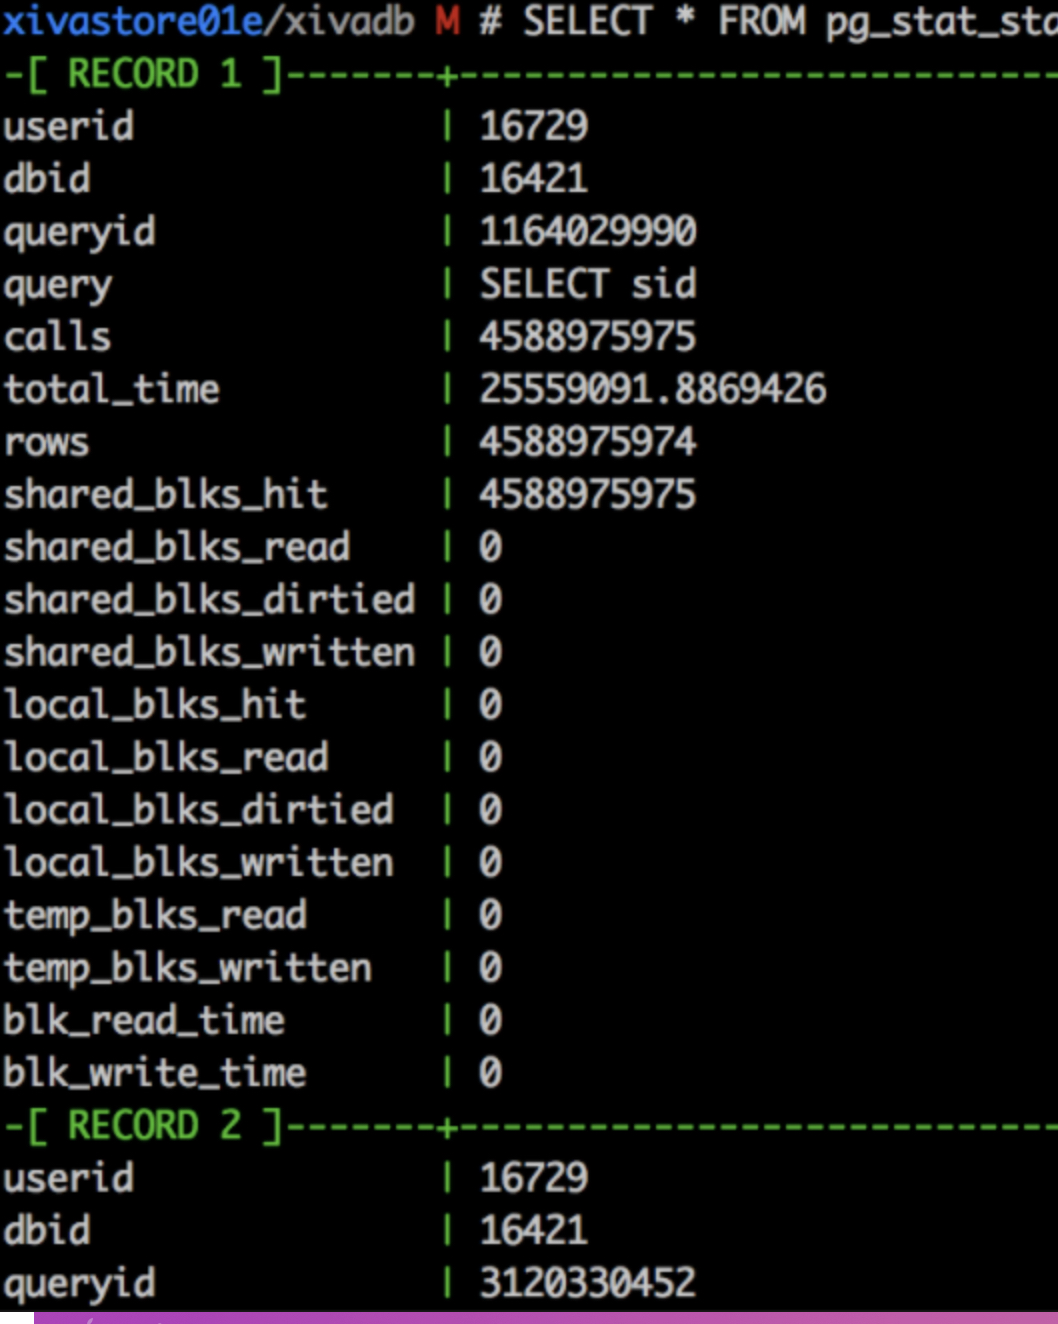 xivastore01e/xivadb M # SELECT * FROM pg_stat_sta
-[ RECORD 1 ]-------+----------------------------
userid | 16729
dbid | 16421
queryid | 1164029990
query | SELECT sid
calls | 4588975975
total_time | 25559091.8869426
rows | 4588975974
shared_blks_hit | 4588975975
shared_blks_read | 0
shared_blks_dirtied | 0
shared_blks_written | 0
local_blks_hit | 0
local_blks_read | 0
local_blks_dirtied | 0
local_blks_written | 0
temp_blks_read | 0
temp_blks_written | 0
blk_read_time | 0
blk_write_time | 0
-[ RECORD 2 ]-------+----------------------------
userid | 16729
dbid | 16421
queryid | 3120330452